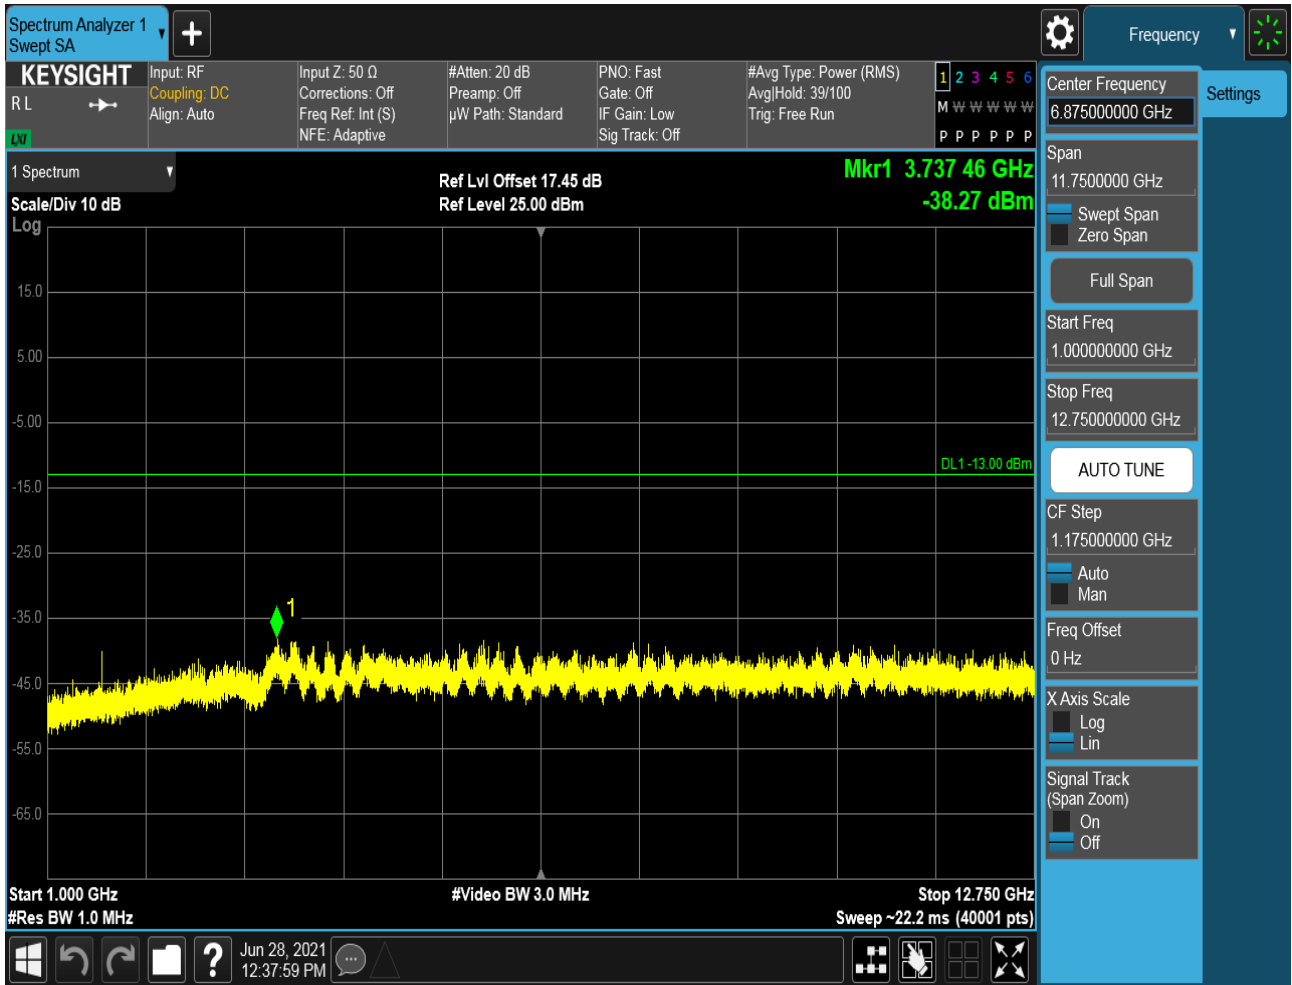 Spectrum Analyzer 1
Swept SA
Frequency
KEYSIGHT
R L
LXI
Input: RF
Coupling: DC
Align: Auto
Input Z: 50 Ω
Corrections: Off
Freq Ref: Int (S)
NFE: Adaptive
#Atten: 20 dB
Preamp: Off
µW Path: Standard
PNO: Fast
Gate: Off
IF Gain: Low
Sig Track: Off
#Avg Type: Power (RMS)
Avg|Hold: 39/100
Trig: Free Run
1 2 3 4 5 6
M W W W W W
P P P P P P
1 Spectrum
Scale/Div 10 dB
Log
Ref Lvl Offset 17.45 dB
Ref Level 25.00 dBm
Mkr1 3.737 46 GHz
-38.27 dBm
15.0
5.00
-5.00
DL1 -13.00 dBm
-15.0
-25.0
1
-35.0
-45.0
-55.0
-65.0
Start 1.000 GHz
#Res BW 1.0 MHz
#Video BW 3.0 MHz
Stop 12.750 GHz
Sweep ~22.2 ms (40001 pts)
Jun 28, 2021
12:37:59 PM
Center Frequency
6.875000000 GHz
Settings
Span
11.7500000 GHz
Swept Span
Zero Span
Full Span
Start Freq
1.000000000 GHz
Stop Freq
12.750000000 GHz
AUTO TUNE
CF Step
1.175000000 GHz
Auto
Man
Freq Offset
0 Hz
X Axis Scale
Log
Lin
Signal Track
(Span Zoom)
On
Off